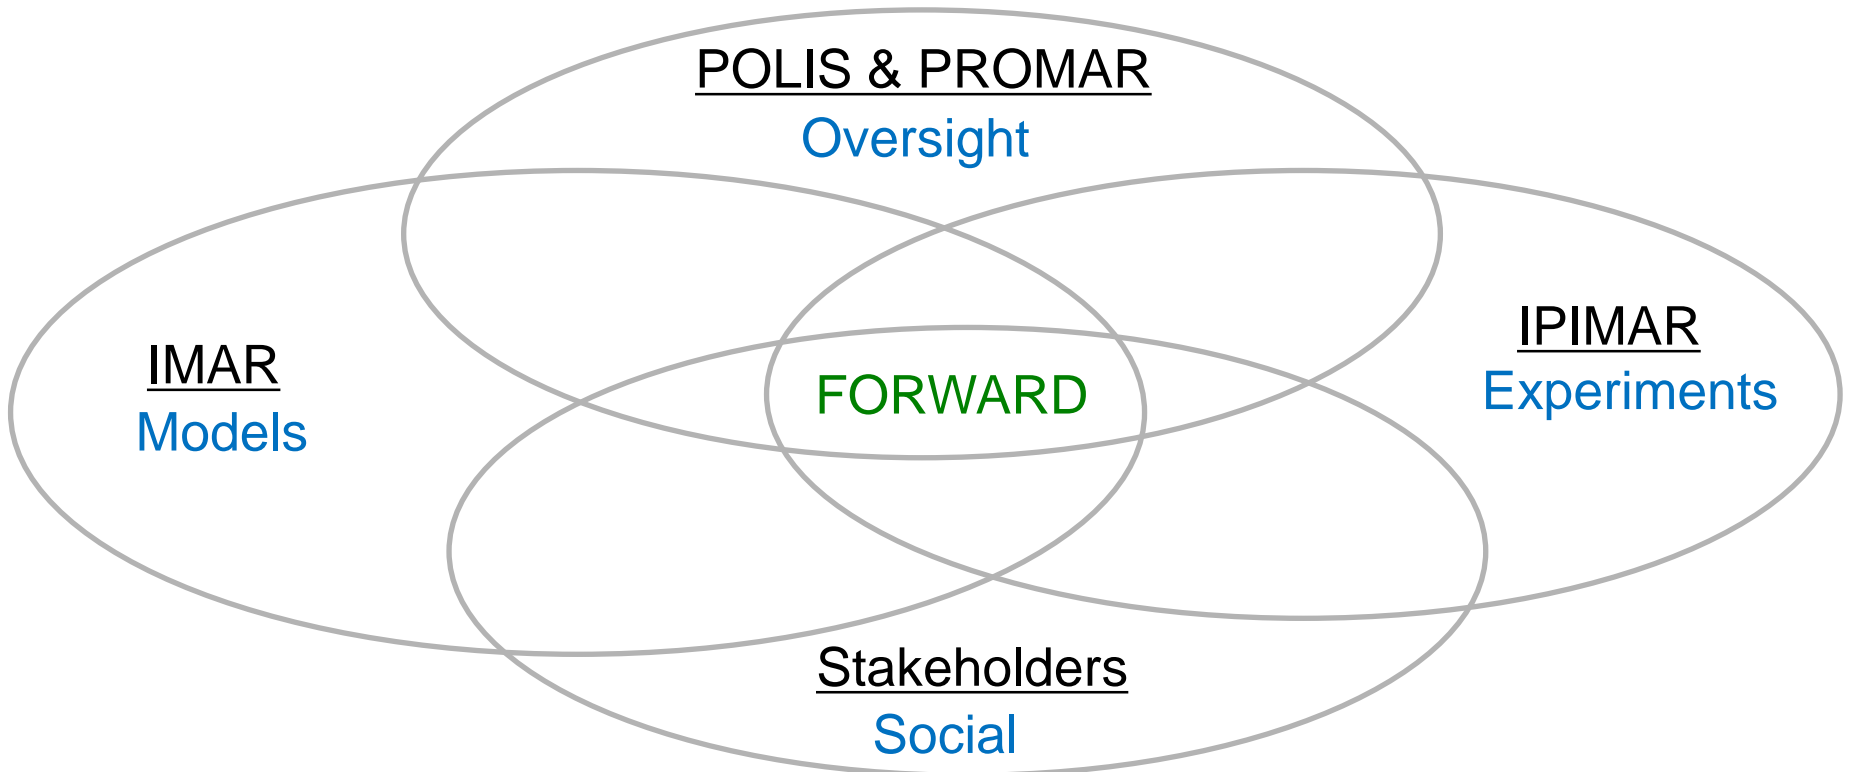 POLIS & PROMAR
Oversight
IMAR
Models
FORWARD
IPIMAR
Experiments
Stakeholders
Social